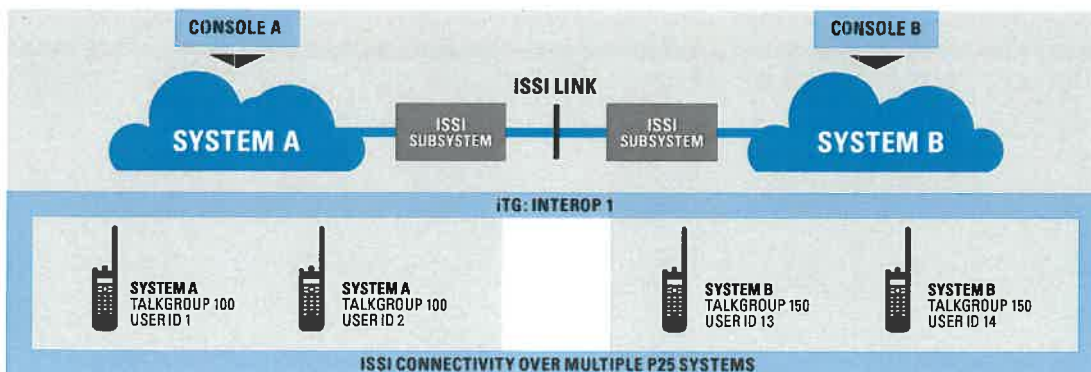 CONSOLE A
CONSOLE B
ISSI LINK
SYSTEM A
ISSI
SUBSYSTEM
ISSI
SUBSYSTEM
SYSTEM B
iTG: INTEROP 1
SYSTEM A
TALKGROUP 100
USER ID 1
SYSTEM A
TALKGROUP 100
USER ID 2
SYSTEM B
TALKGROUP 150
USER ID 13
SYSTEM B
TALKGROUP 150
USER ID 14
ISSI CONNECTIVITY OVER MULTIPLE P25 SYSTEMS